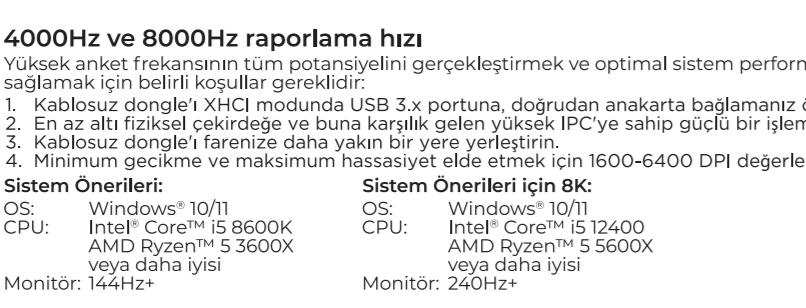 4000Hz ve 8000Hz raporlama hızı
Yüksek anket frekansının tüm potansiyelini gerçekleştirmek ve optimal sistem
sağlamak için belirli koşullar gereklidir:
1. Kablosuz dongle'ı XHCI modunda USB 3.x portuna, doğrudan anakarta bağlamanız
2. En az altı fiziksel çekirdeğe ve buna karşılık gelen yüksek IPC'ye sahip güçlü bir
3. Kablosuz dongle'ı farenize daha yakın bir yere yerleştirin.
4. Minimum gecikme ve maksimum hassasiyet elde etmek için 1600-6400 DPI
Sistem Önerileri: Sistem Önerileri için 8K:
OS: Windows® 10/11 OS: Windows® 10/11
CPU: Intel® Core™ i5 8600K CPU: Intel® Core™ i5 12400
AMD Ryzen™ 5 3600X AMD Ryzen™ 5 5600X
veya daha iyisi veya daha iyisi
Monitör: 144Hz+ Monitör: 240Hz+